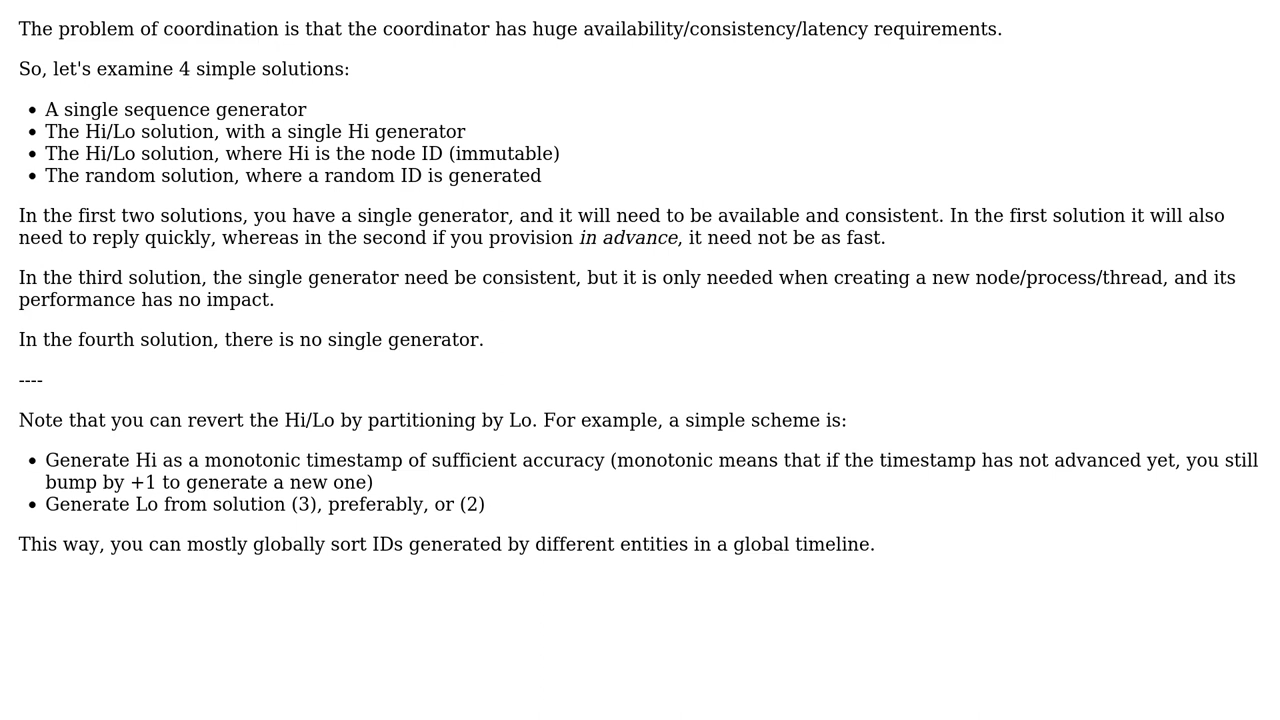 The problem of coordination is that the coordinator has huge availability/consistency/latency requirements.
So, let's examine 4 simple solutions:
• A single sequence generator
• The Hi/Lo solution, with a single Hi generator
• The Hi/Lo solution, where Hi is the node ID (immutable)
• The random solution, where a random ID is generated
In the first two solutions, you have a single generator, and it will need to be available and consistent. In the first solution it will also
need to reply quickly, whereas in the second if you provision in advance, it need not be as fast.
In the third solution, the single generator need be consistent, but it is only needed when creating a new node/process/thread, and its
performance has no impact.
In the fourth solution, there is no single generator.
----
Note that you can revert the Hi/Lo by partitioning by Lo. For example, a simple scheme is:
• Generate Hi as a monotonic timestamp of sufficient accuracy (monotonic means that if the timestamp has not advanced yet, you still
bump by +1 to generate a new one)
• Generate Lo from solution (3), preferably, or (2)
This way, you can mostly globally sort IDs generated by different entities in a global timeline.